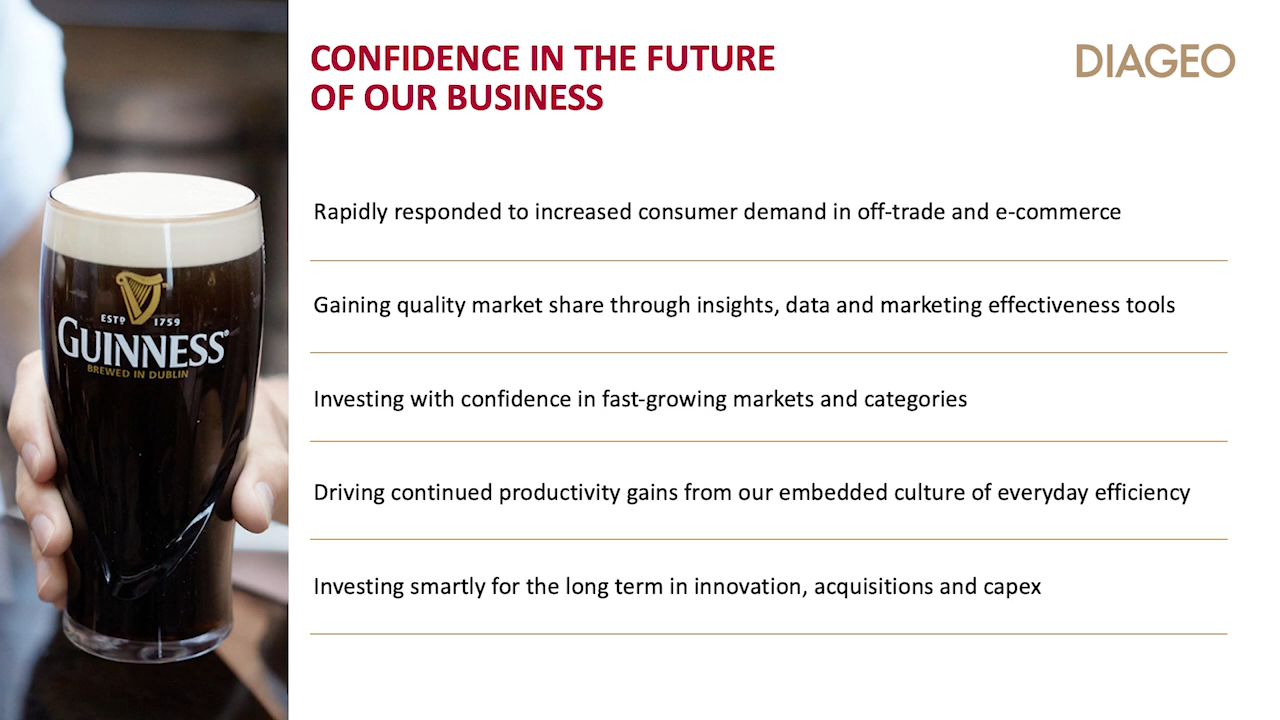 CONFIDENCE IN THE FUTURE
OF OUR BUSINESS
DIAGEO
Rapidly responded to increased consumer demand in off-trade and e-commerce
Gaining quality market share through insights, data and marketing effectiveness tools
Investing with confidence in fast-growing markets and categories
Driving continued productivity gains from our embedded culture of everyday efficiency
Investing smartly for the long term in innovation, acquisitions and capex
ESTD 1759
GUINNESS®
BREWED IN DUBLIN